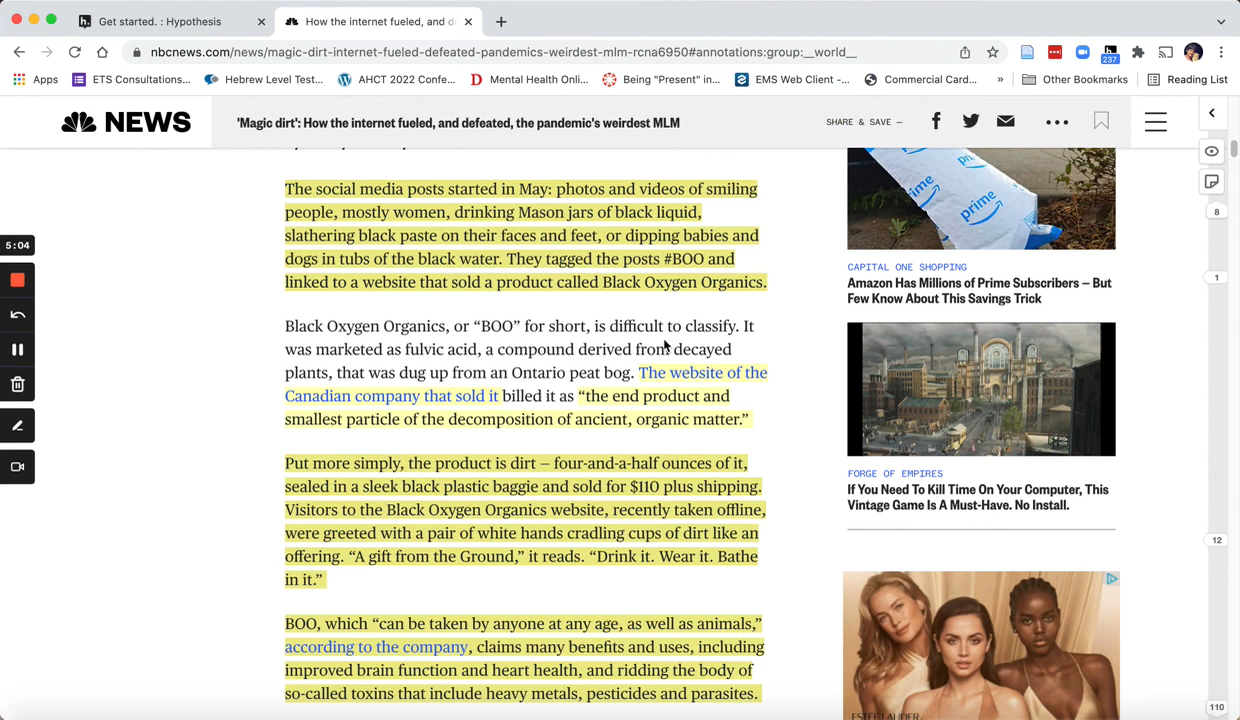 Get started. : Hypothesis
How the internet fueled, and de
nbcnews.com/news/magic-dirt-internet-fueled-defeated-pandemics-weirdest-mlm-rcna6950#annotations:group:__world__
237
Apps
ETS Consultations...
Hebrew Level Test...
AHCT 2022 Confe...
Mental Health Onli...
Being "Present" in...
EMS Web Client -...
Commercial Card...
»
Other Bookmarks
Reading List
NEWS
'Magic dirt': How the internet fueled, and defeated, the pandemic's weirdest MLM
SHARE & SAVE —
The social media posts started in May: photos and videos of smiling
people, mostly women, drinking Mason jars of black liquid,
slathering black paste on their faces and feet, or dipping babies and
dogs in tubs of the black water. They tagged the posts #BOO and
linked to a website that sold a product called Black Oxygen Organics.
Black Oxygen Organics, or “BOO” for short, is difficult to classify. It
was marketed as fulvic acid, a compound derived from decayed
plants, that was dug up from an Ontario peat bog. The website of the
Canadian company that sold it billed it as “the end product and
smallest particle of the decomposition of ancient, organic matter.”
Put more simply, the product is dirt — four-and-a-half ounces of it,
sealed in a sleek black plastic baggie and sold for $110 plus shipping.
Visitors to the Black Oxygen Organics website, recently taken offline,
were greeted with a pair of white hands cradling cups of dirt like an
offering. “A gift from the Ground,” it reads. “Drink it. Wear it. Bathe
in it.”
BOO, which “can be taken by anyone at any age, as well as animals,”
according to the company, claims many benefits and uses, including
improved brain function and heart health, and ridding the body of
so-called toxins that include heavy metals, pesticides and parasites.
5:04
prime
prime
CAPITAL ONE SHOPPING
Amazon Has Millions of Prime Subscribers — But
Few Know About This Savings Trick
FORGE OF EMPIRES
If You Need To Kill Time On Your Computer, This
Vintage Game Is A Must-Have. No Install.
8
1
12
110